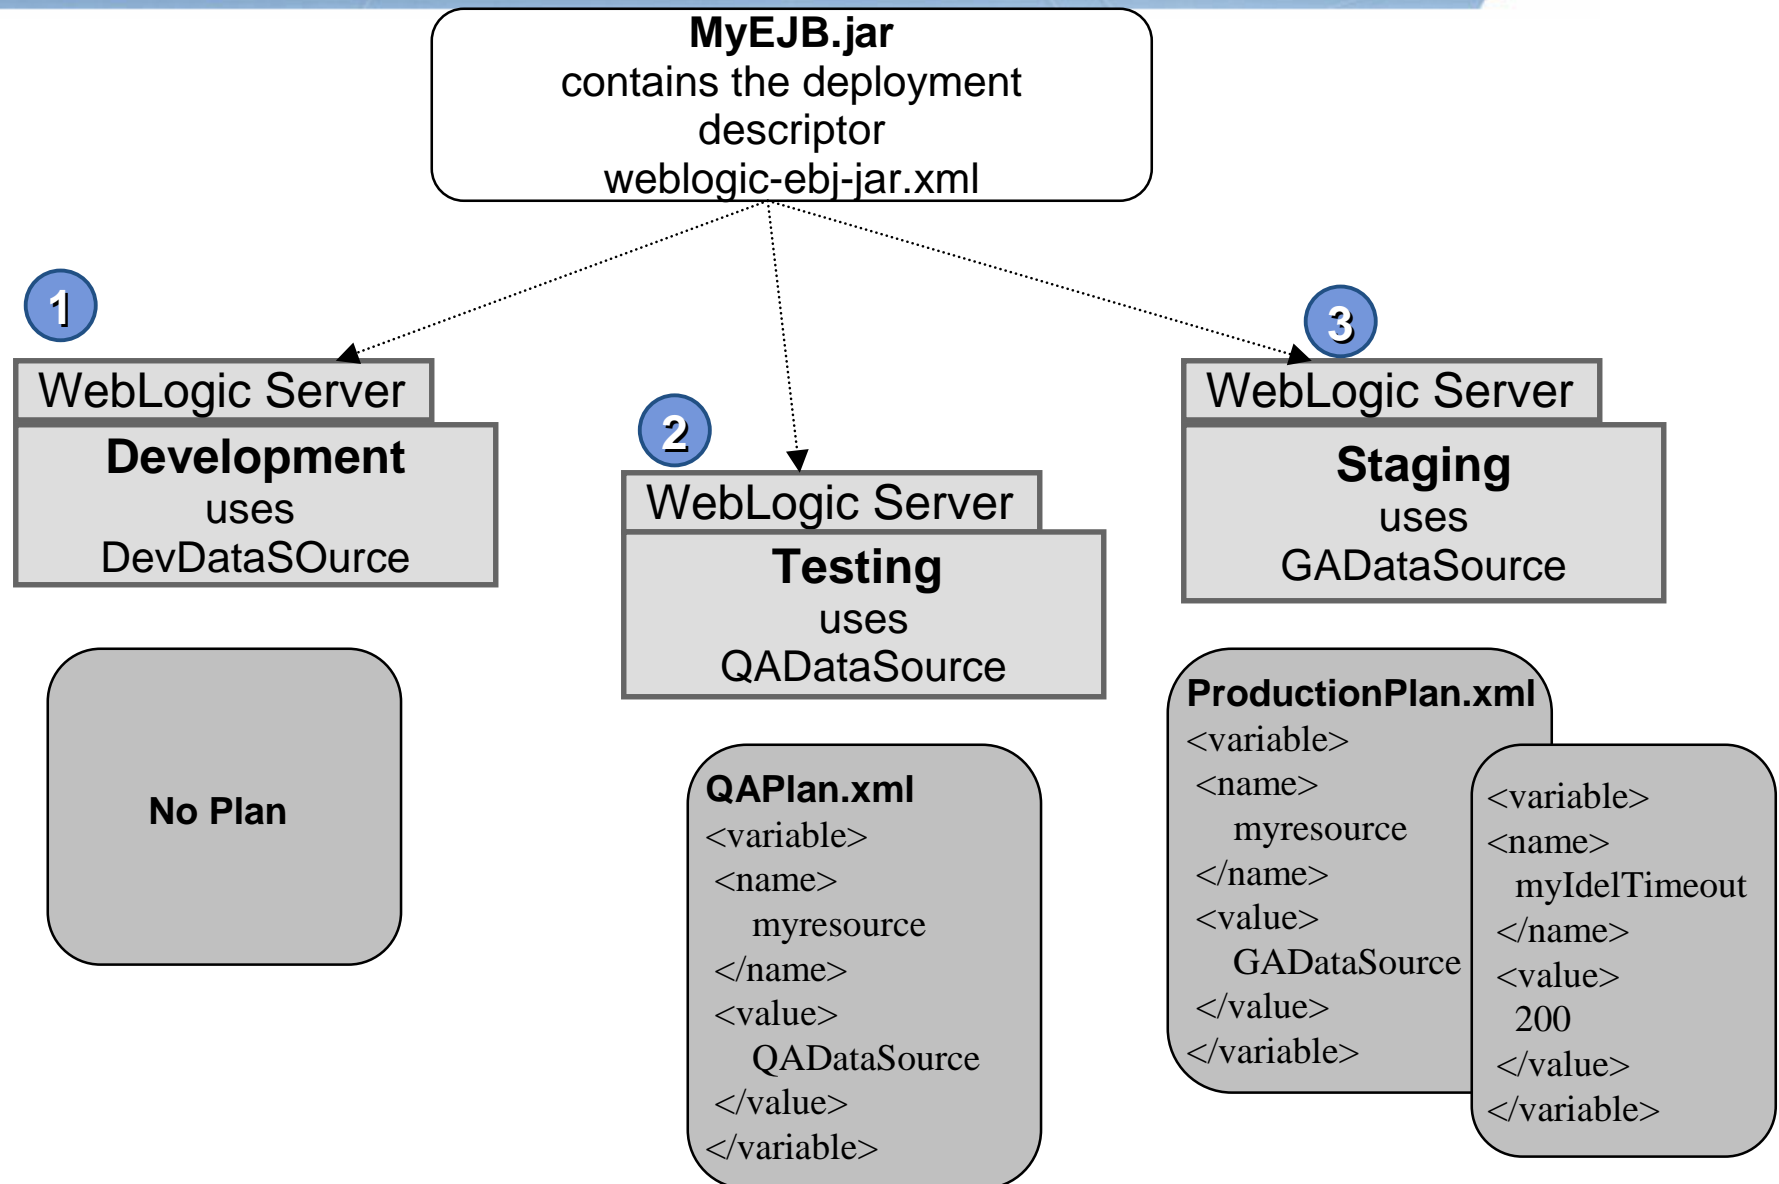 MyEJB.jar
contains the deployment
descriptor
weblogic-ebj-jar.xml
1
WebLogic Server
Development
uses
DevDataSOurce
No Plan
2
WebLogic Server
Testing
uses
QADataSource
QAPlan.xml
<variable>
<name>
myresource
</name>
<value>
QADataSource
</value>
</variable>
3
WebLogic Server
Staging
uses
GADataSource
ProductionPlan.xml
<variable>
<name>
myresource
</name>
<value>
GADataSource
</value>
</variable>
<variable>
<name>
myIdelTimeout
</name>
<value>
200
</value>
</variable>